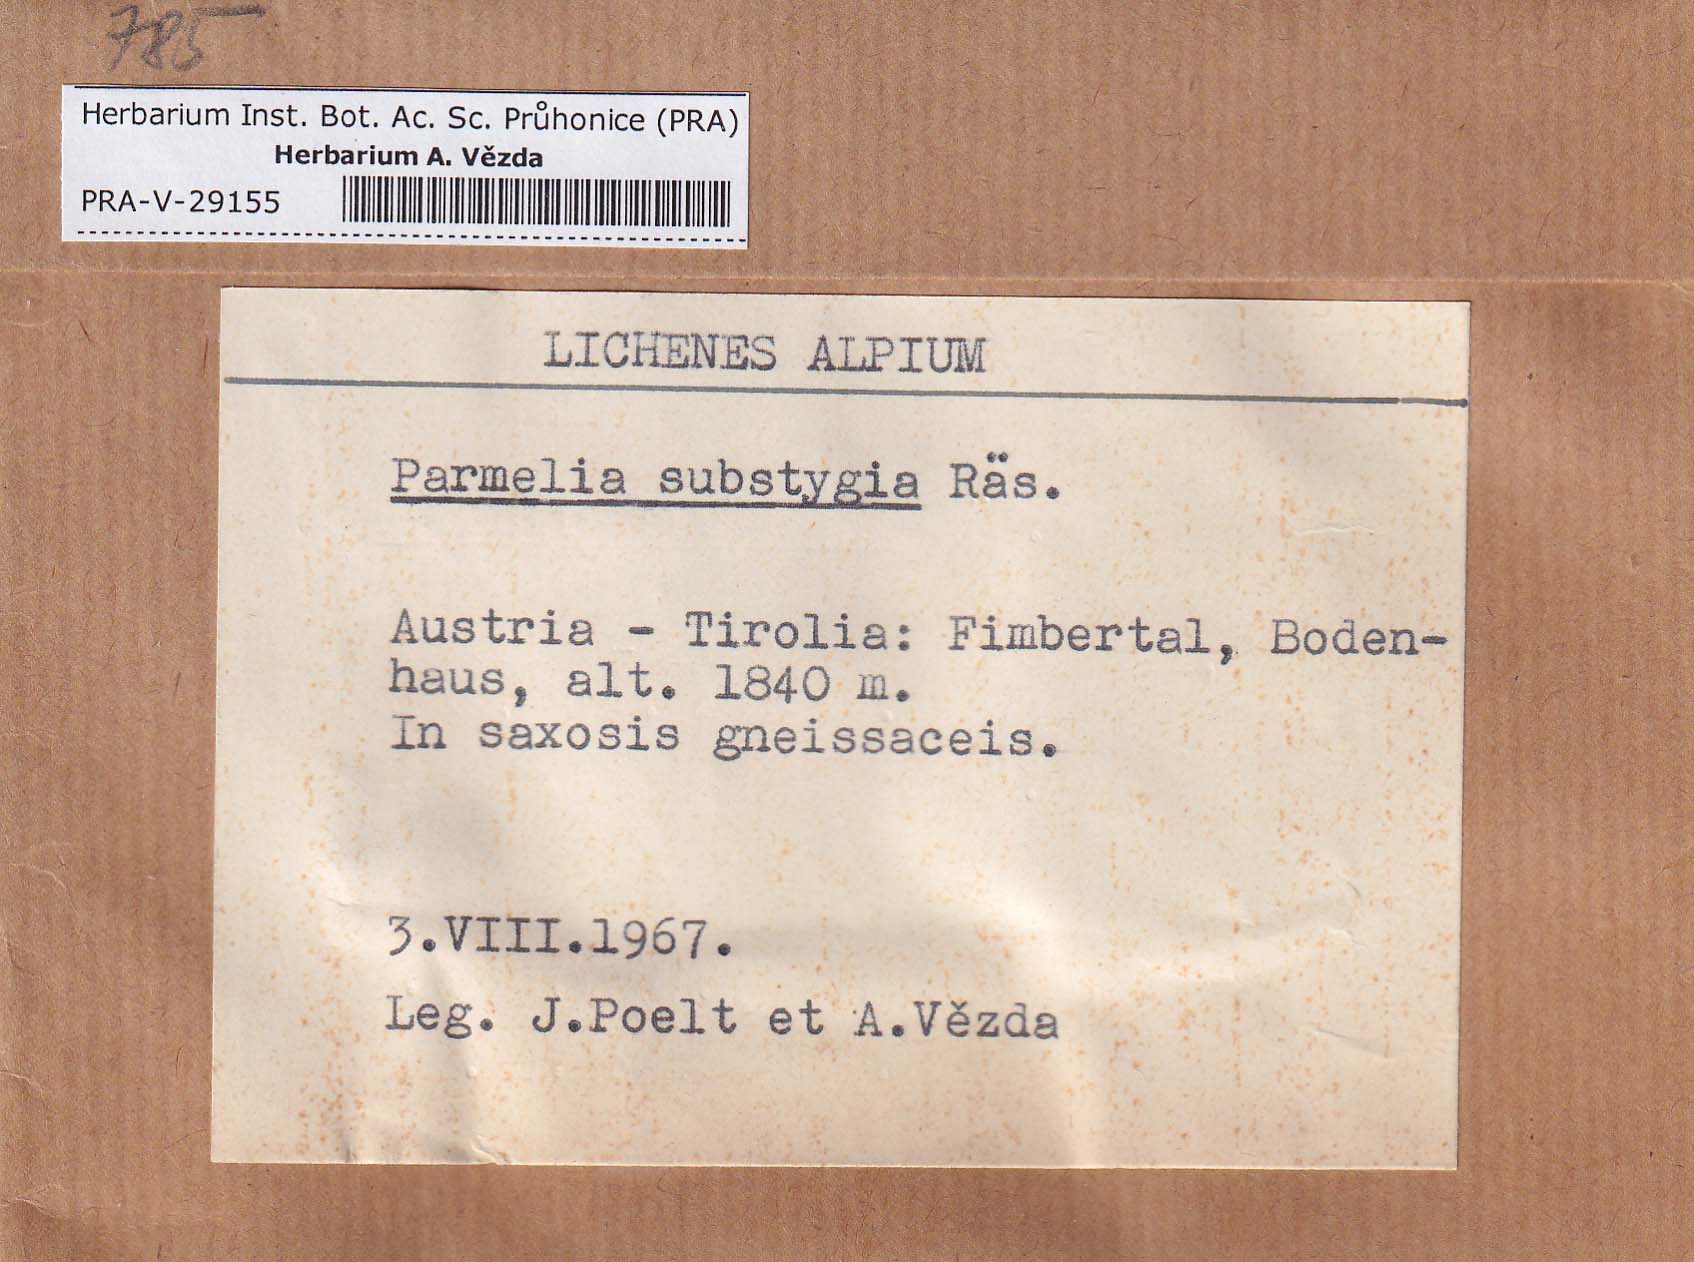 785
Herbarium Inst. Bot. Ac. Sc. Průhonice (PRA)
Herbarium A. Vězda
PRA-V-29155
LICHENES ALPIUM
Parmelia substygia Räs.
Austria - Tirolia: Fimbertal, Boden-
haus, alt. 1840 m.
In saxosis gneissaceis.
3.VIII.1967.
Leg. J.Poelt et A.Vězda